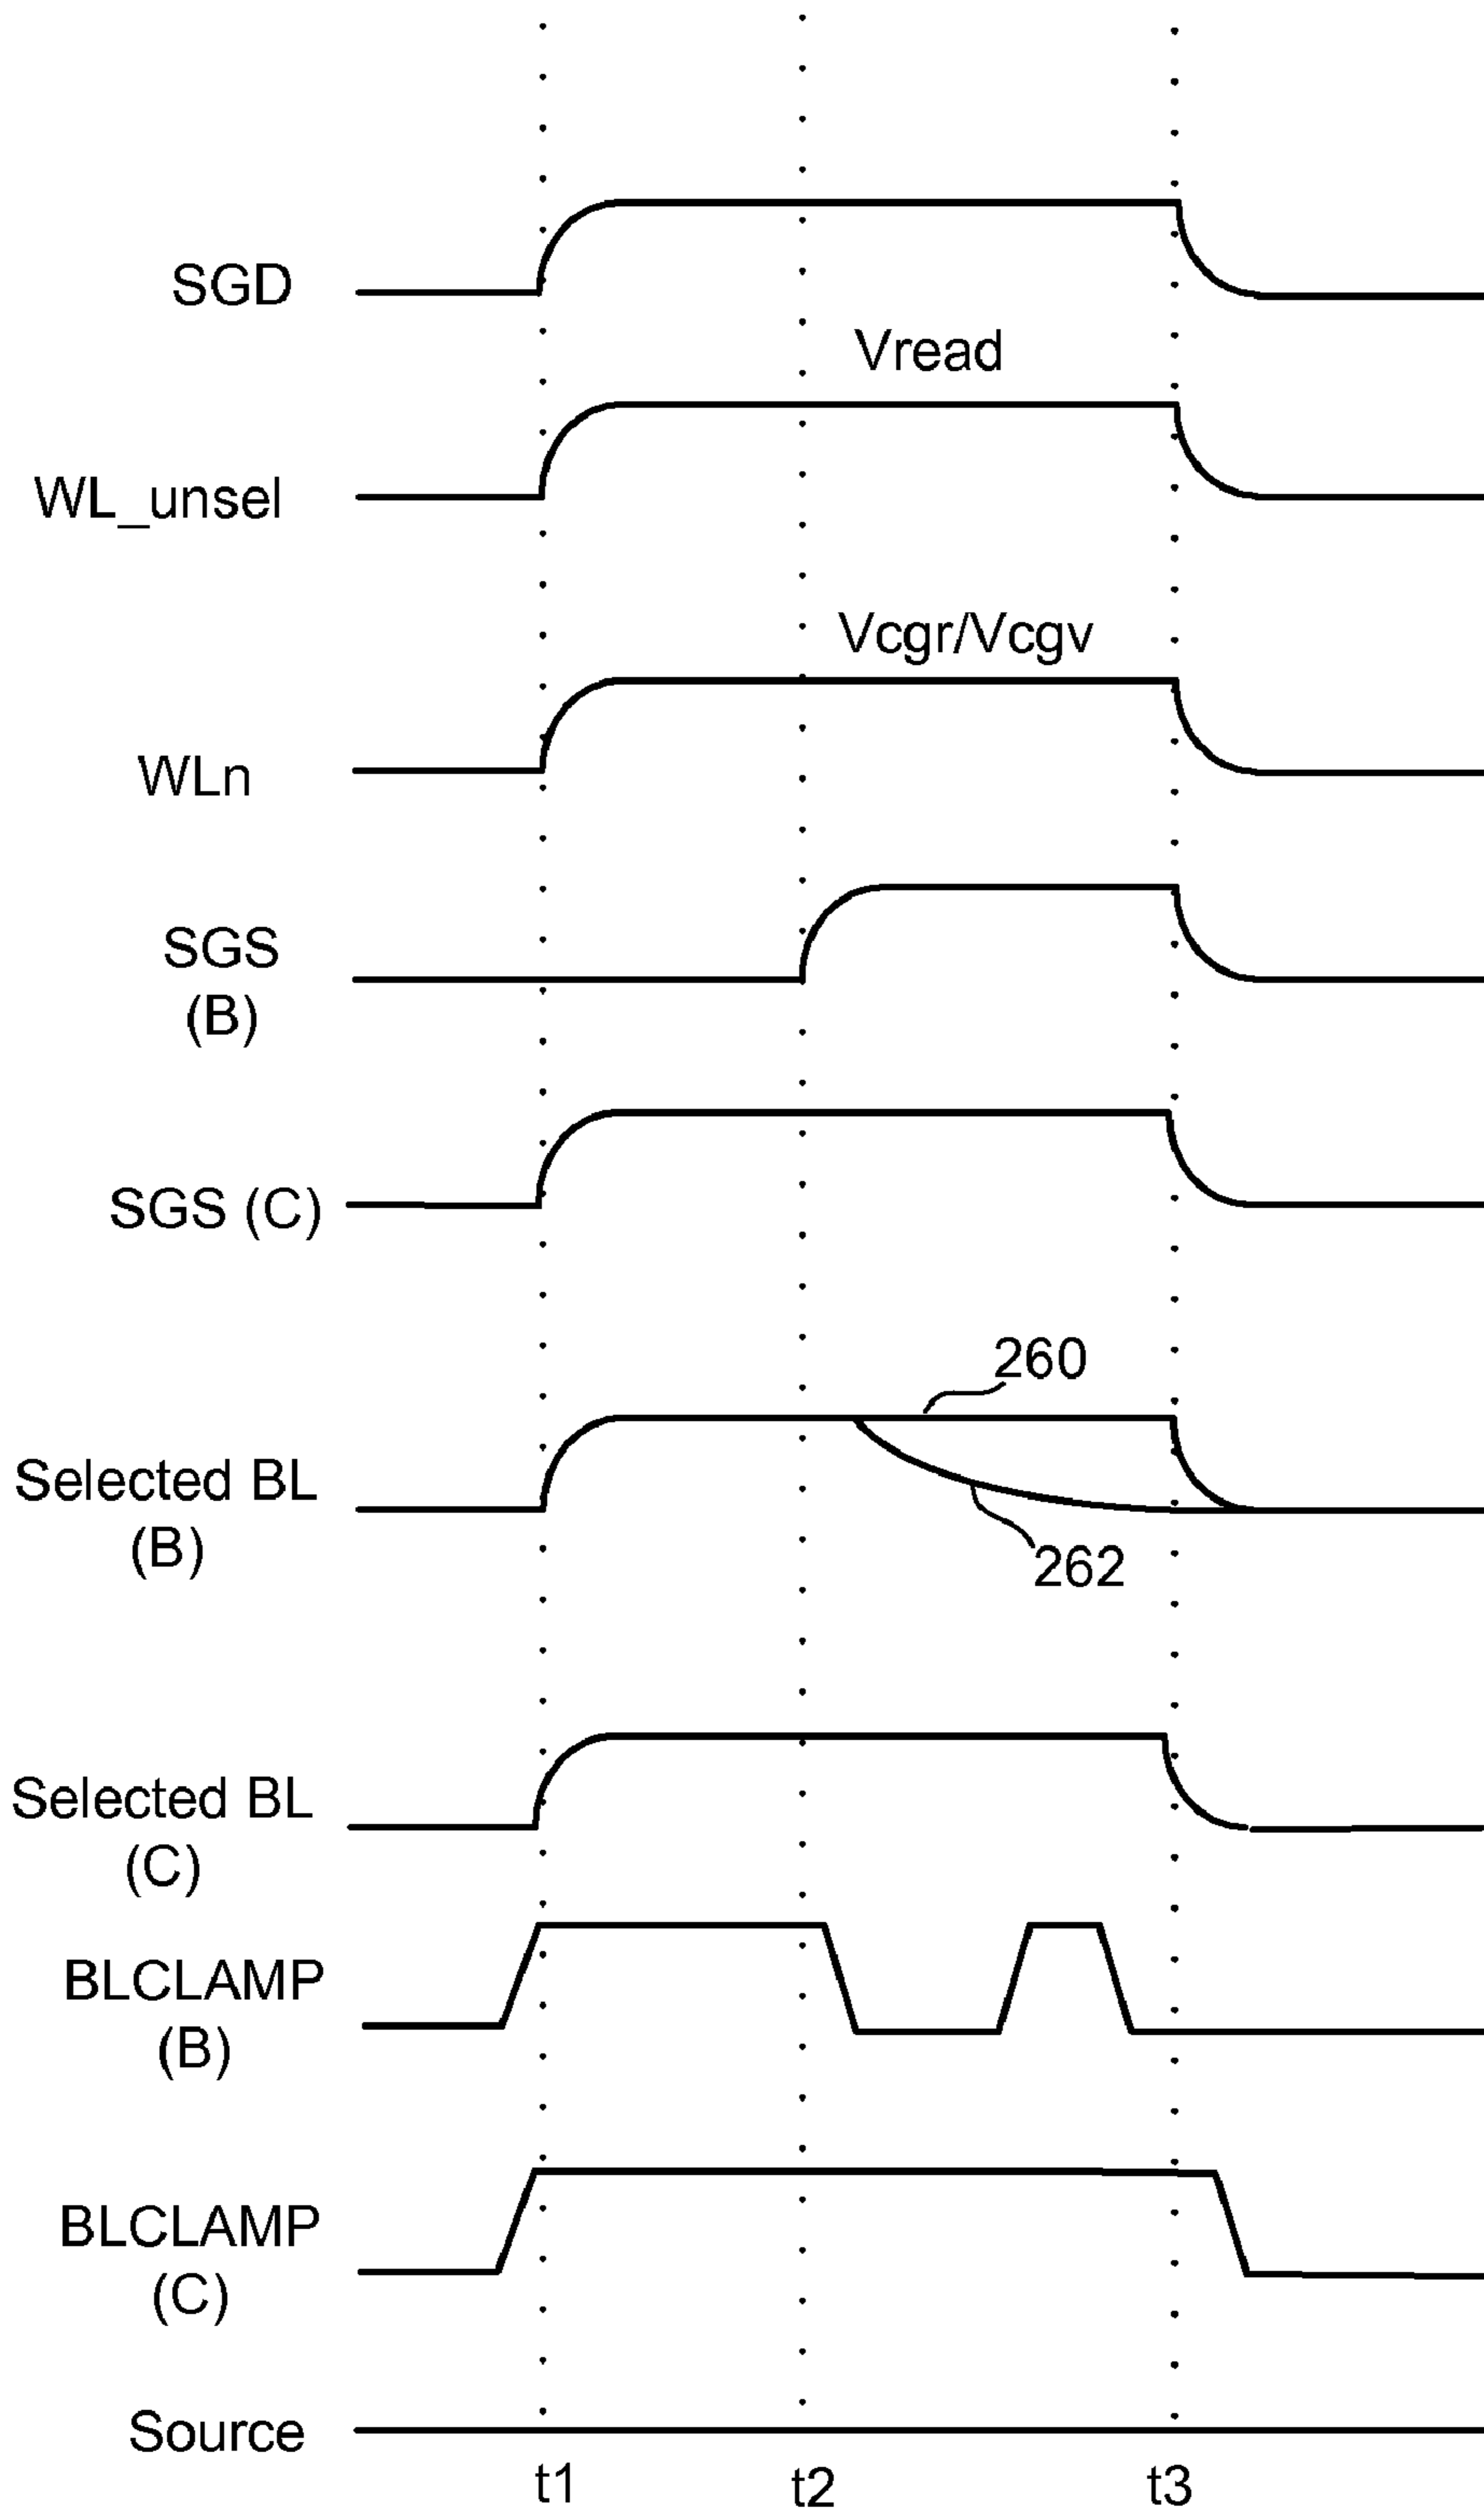 SGD
Vread
WL_unsel
Vcgr/Vcgv
WLn
SGS
(B)
SGS (C)
260
Selected BL
(B)
262
Selected BL
(C)
BLCLAMP
(B)
BLCLAMP
(C)
Source
t1 t2 t3